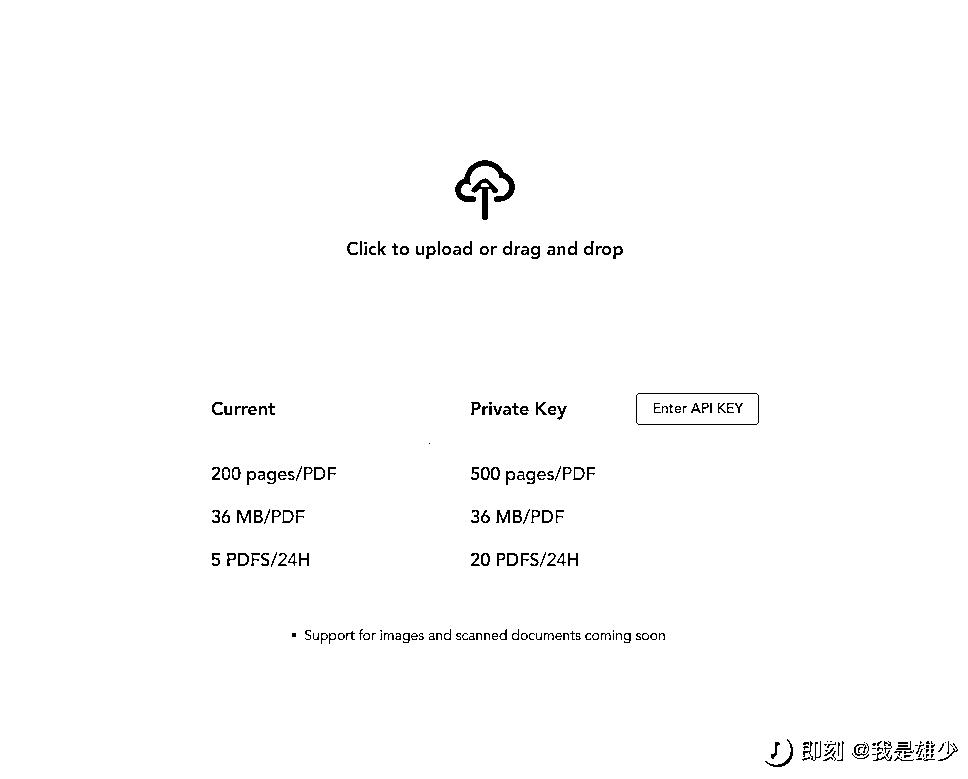 Click to upload or drag and drop
Current Private Key Enter API KEY
200 pages/PDF 500 pages/PDF
36 MB/PDF 36 MB/PDF
5 PDFS/24H 20 PDFS/24H
▪ Support for images and scanned documents coming soon
即刻 @我是雄少